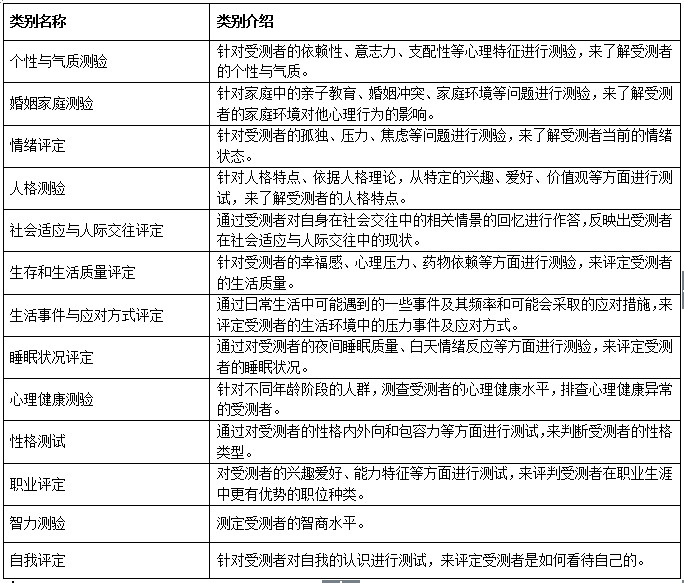 类别名称
类别介绍
个性与气质测验
针对受测者的依赖性、意志力、支配性等心理特征进行测验，来了解受测者
的个性与气质。
婚姻家庭测验
针对家庭中的亲子教育、婚姻冲突、家庭环境等问题进行测验，来了解受测
者的家庭环境对他心理行为的影响。
情绪评定
针对受测者的孤独、压力、焦虑等问题进行测验，来了解受测者当前的情绪
状态。
人格测验
针对人格特点、依据人格理论，从特定的兴趣、爱好、价值观等方面进行测
试，来了解受测者的人格特点。
社会适应与人际交往评定
通过受测者对自身在社会交往中的相关情景的回忆进行作答，反映出受测者
在社会适应与人际交往中的现状。
生存和生活质量评定
针对受测者的幸福感、心理压力、药物依赖等方面进行测验，来评定受测者
的生活质量。
生活事件与应对方式评定
通过日常生活中可能遇到的一些事件及其频率和可能会采取的应对措施，来
评定受测者的生活环境中的压力事件及应对方式。
睡眠状况评定
通过对受测者的夜间睡眠质量、白天情绪反应等方面进行测验，来评定受测
者的睡眠状况。
心理健康测验
针对不同年龄阶段的人群，测查受测者的心理健康水平，排查心理健康异常
的受测者。
性格测试
通过对受测者的性格内外向和包容力等方面进行测试，来判断受测者的性格
类型。
职业评定
对受测者的兴趣爱好、能力特征等方面进行测试，来评判受测者在职业生涯
中更有优势的职位种类。
智力测验
测定受测者的智商水平。
自我评定
针对受测者对自我的认识进行测试，来评定受测者是如何看待自己的。